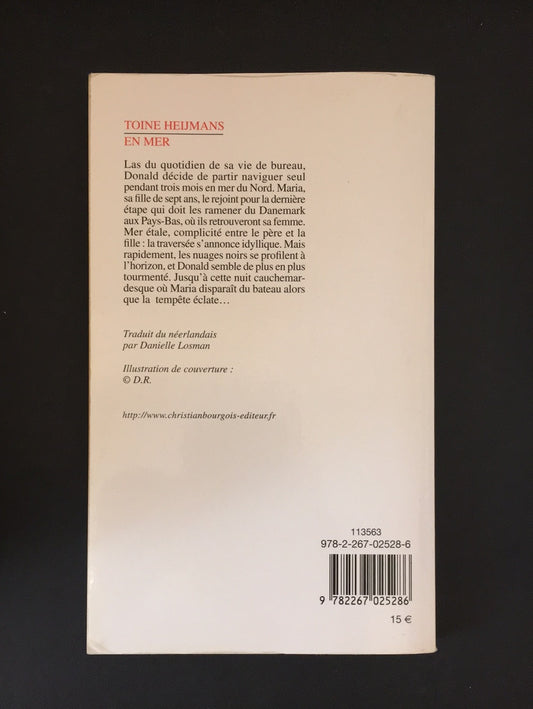 TOINE HEIJMANS
EN MER
Las du quotidien de sa vie de bureau,
Donald décide de partir naviguer seul
pendant trois mois en mer du Nord. Maria,
sa fille de sept ans, le rejoint pour la dernière
étape qui doit les ramener du Danemark
aux Pays-Bas, où ils retrouveront sa femme.
Mer étale, complicité entre le père et la
fille : la traversée s'annonce idyllique. Mais
rapidement, les nuages noirs se profilent à
l'horizon, et Donald semble de plus en plus
tourmenté. Jusqu'à cette nuit cauchemar-
desque où Maria disparaît du bateau alors
que la tempête éclate…
Traduit du néerlandais
par Danielle Losman
Illustration de couverture :
© D.R.
http://www.christianbourgois-editeur.fr
113563
978-2-267-02528-6
9 782267 025286
15 €